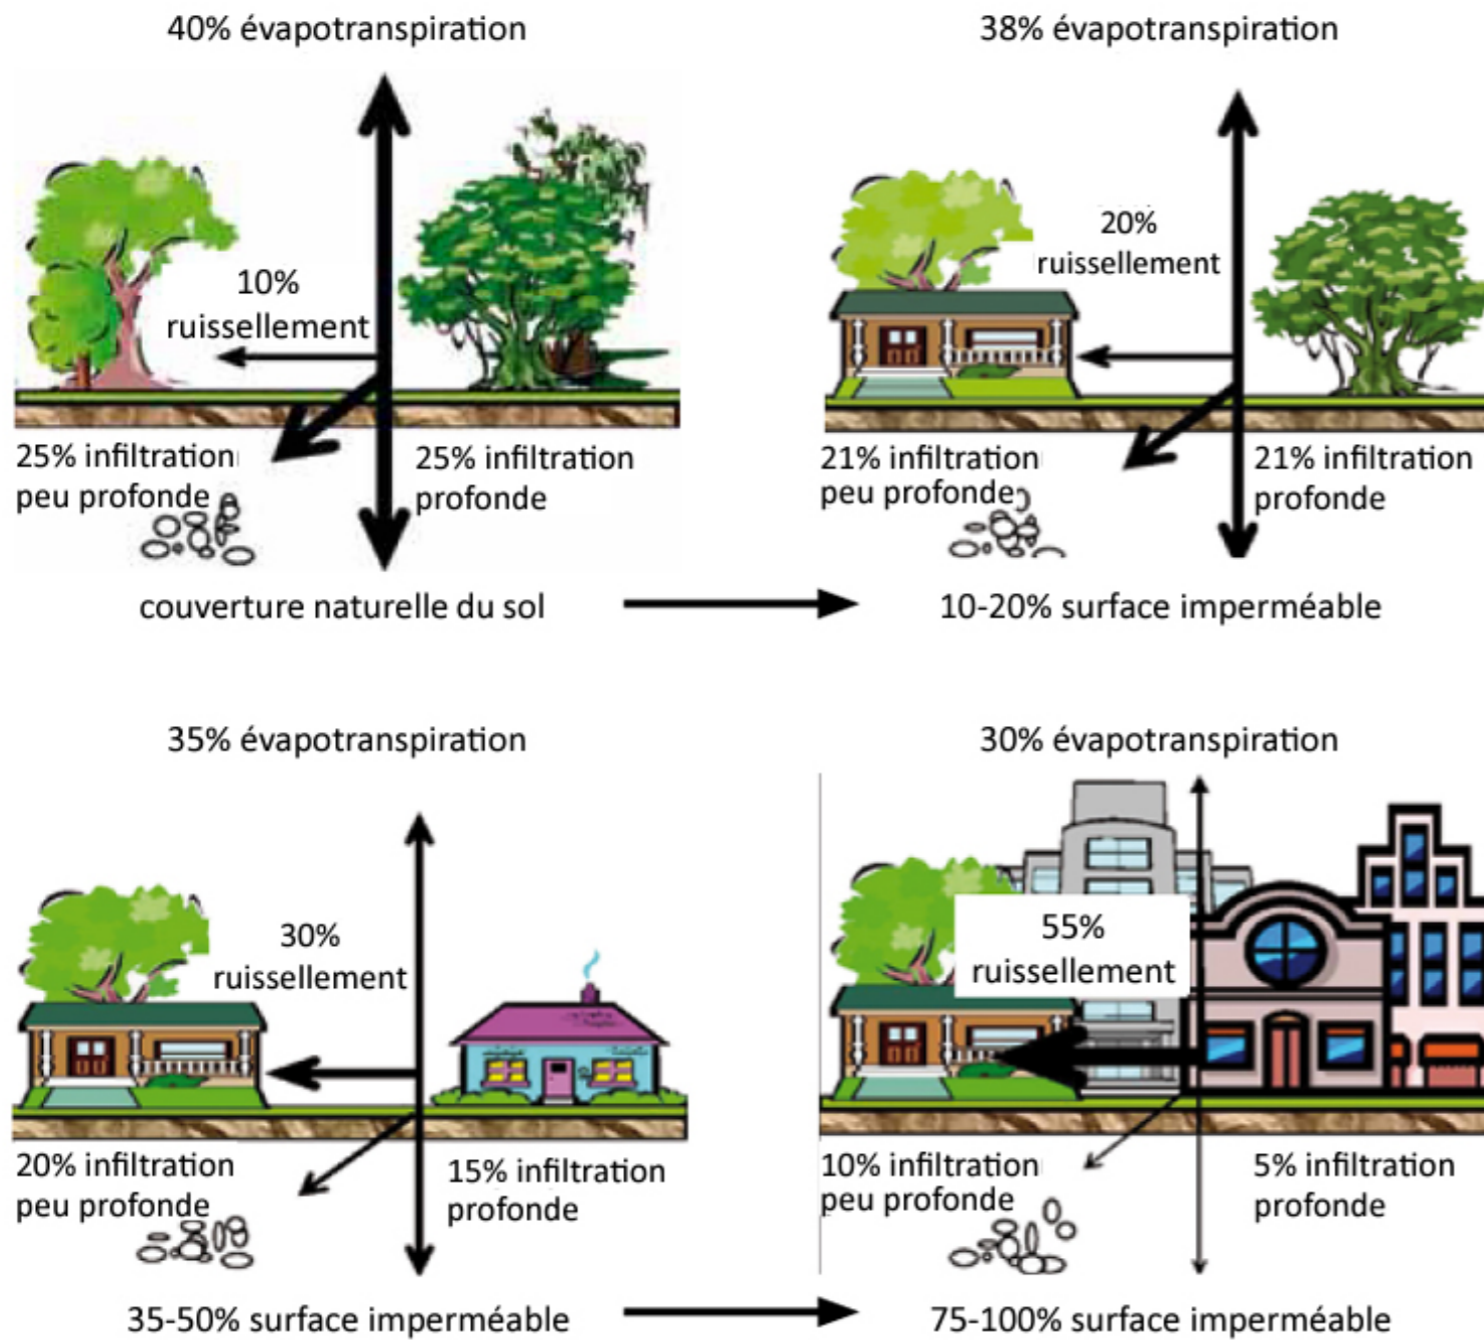 40% évapotranspiration
10%
ruissellement
25% infiltration
peu profonde
25% infiltration
profonde
couverture naturelle du sol
38% évapotranspiration
20%
ruissellement
21% infiltration
peu profonde
21% infiltration
profonde
10-20% surface imperméable
35% évapotranspiration
30%
ruissellement
20% infiltration
peu profonde
15% infiltration
profonde
35-50% surface imperméable
30% évapotranspiration
55%
ruissellement
10% infiltration
peu profonde
5% infiltration
profonde
75-100% surface imperméable